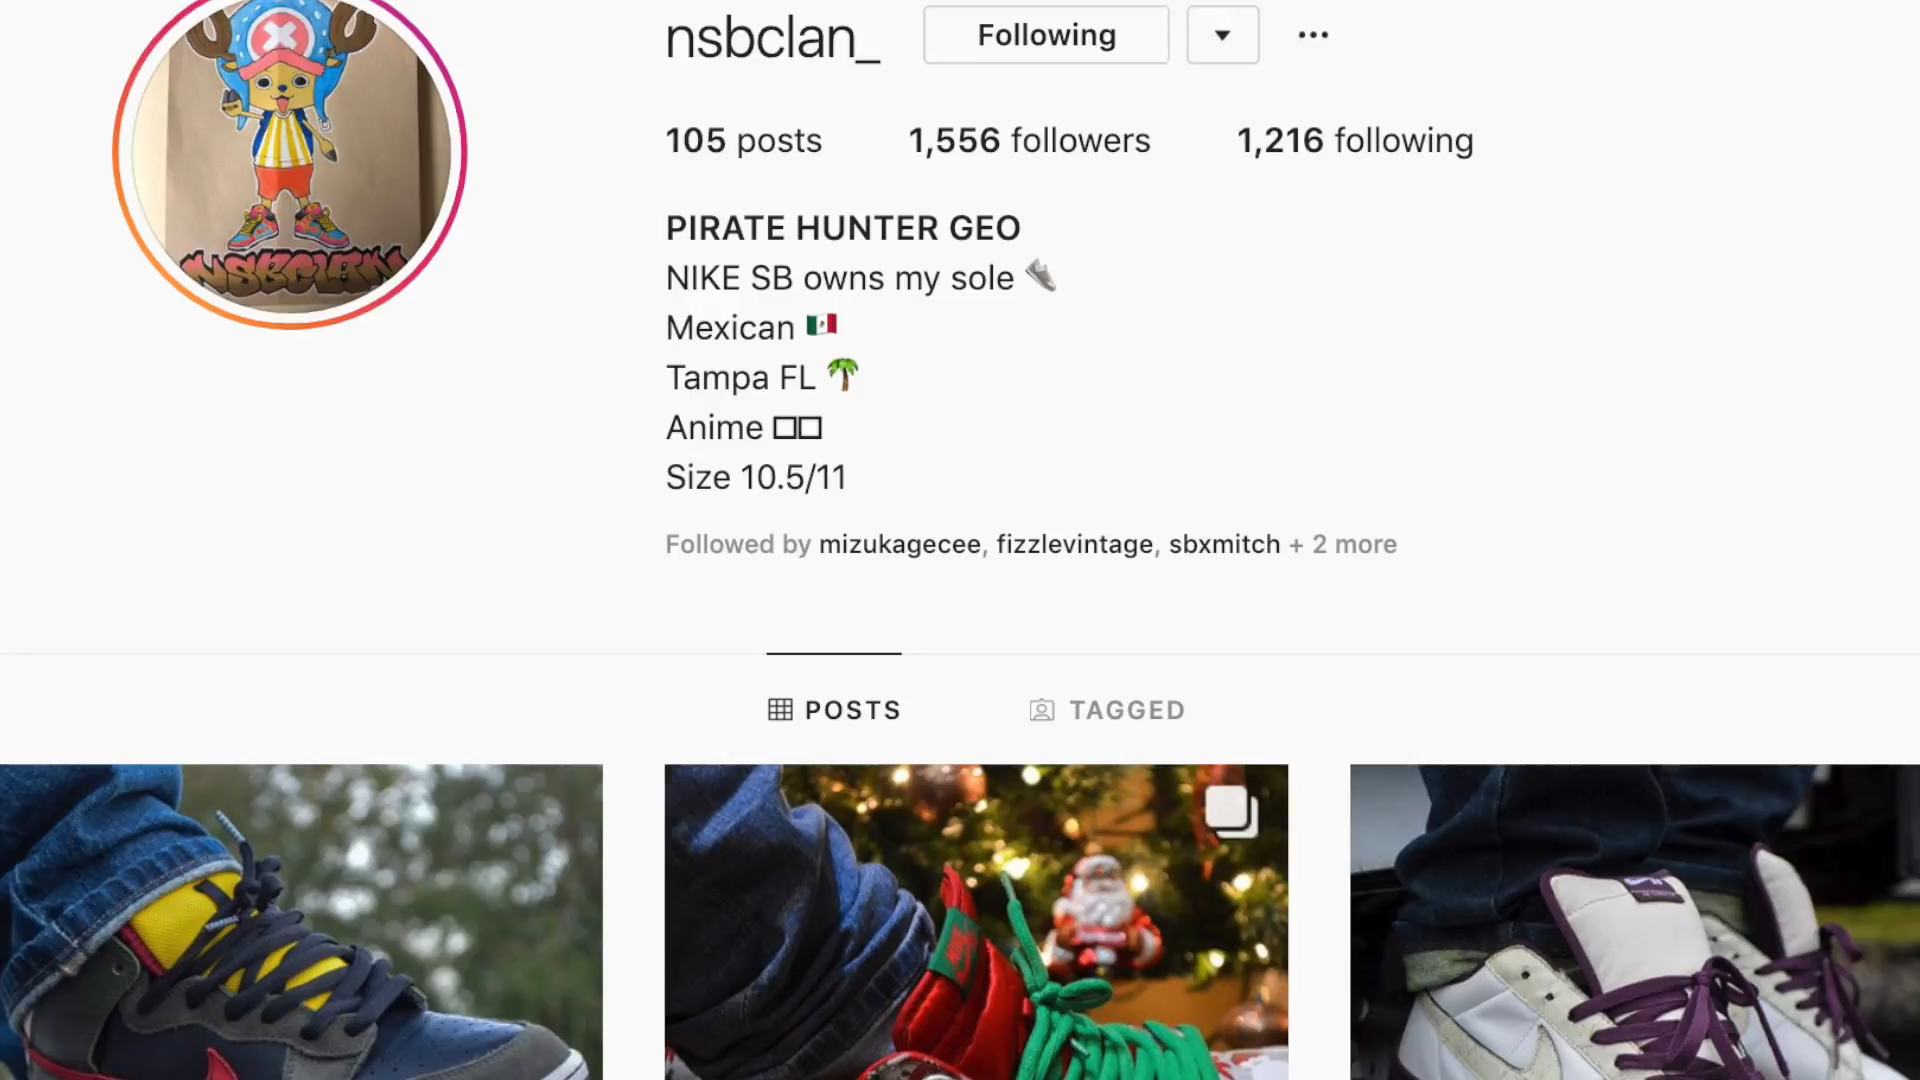 nsbclan_ Following
105 posts 1,556 followers 1,216 following
PIRATE HUNTER GEO
NIKE SB owns my sole
Mexican
Tampa FL
Anime
Size 10.5/11
Followed by mizukagecee, fizzlevintage, sbxmitch + 2 more
POSTS TAGGED
NSBCLAN